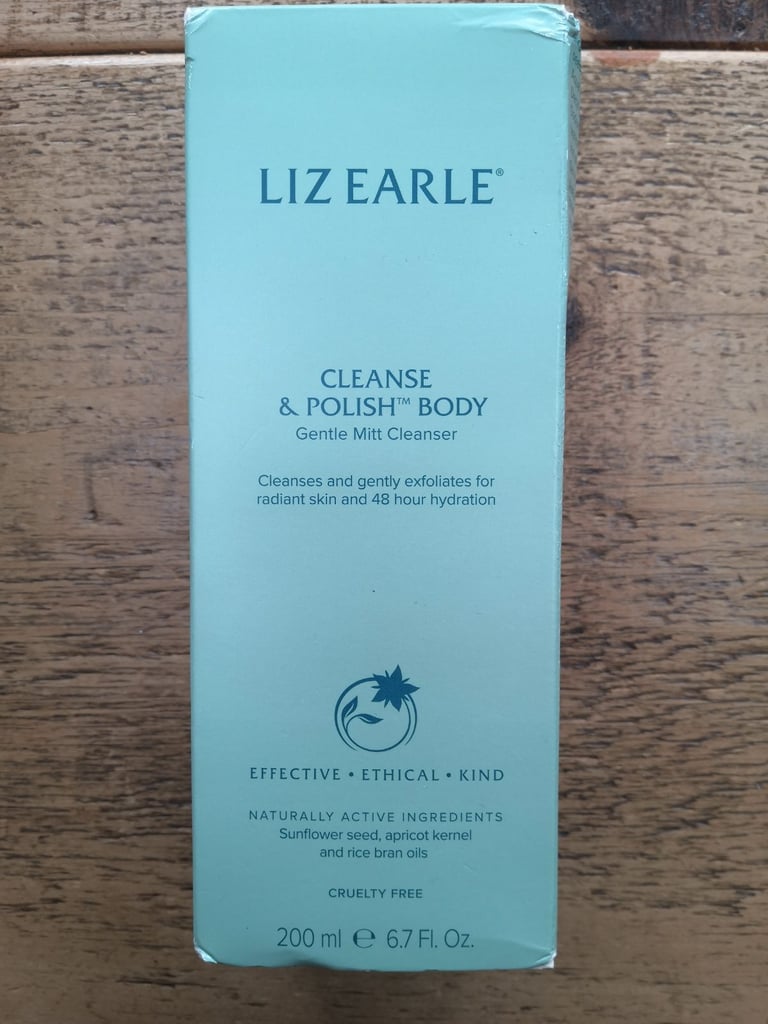 LIZ EARLE®
CLEANSE
& POLISH™ BODY
Gentle Mitt Cleanser
Cleanses and gently exfoliates for
radiant skin and 48 hour hydration
EFFECTIVE • ETHICAL • KIND
NATURALLY ACTIVE INGREDIENTS
Sunflower seed, apricot kernel
and rice bran oils
CRUELTY FREE
200 ml ℮ 6.7 Fl. Oz.